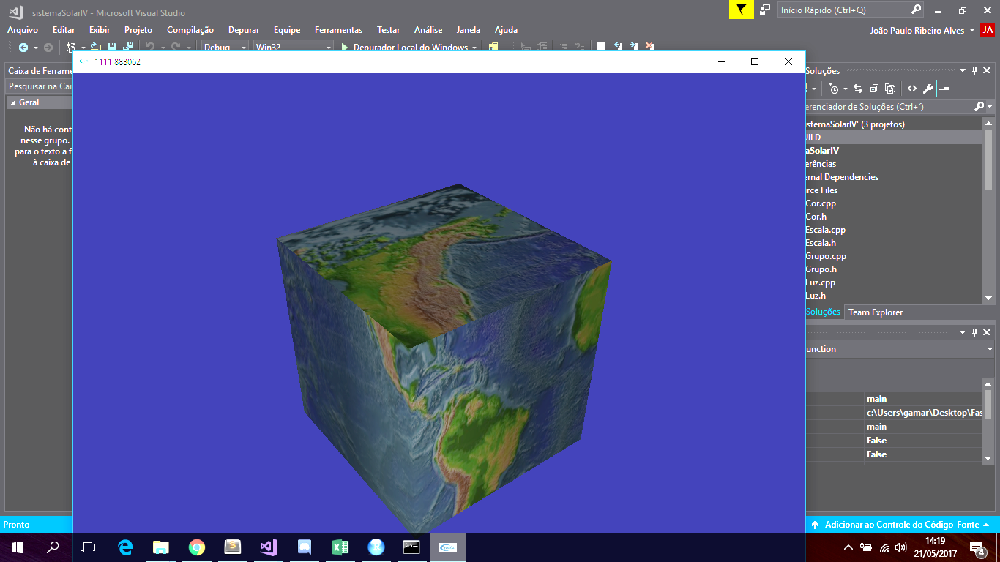 sistemaSolarIV - Microsoft Visual Studio
Início Rápido (Ctrl+Q)
Arquivo Editar Exibir Projeto Compilação Depurar Equipe Ferramentas Testar Análise Janela Ajuda
João Paulo Ribeiro Alves JA
Debug Win32 Depurador Local do Windows
1111.888062
Caixa de Ferrame
Soluções
Pesquisar na Caix
erenciador de Soluções (Ctrl+´)
Geral
Não há cont
nesse grupo.
para o texto a f
à caixa de
stemaSolarIV' (3 projetos)
UILD
aSolarIV
erências
ernal Dependencies
rce Files
Cor.cpp
Cor.h
Escala.cpp
Escala.h
Grupo.cpp
Grupo.h
Luz.cpp
Luz.h
Soluções Team Explorer
unction
main
c:\Users\gamar\Desktop\Fas
main
False
False
Pronto
Adicionar ao Controle do Código-Fonte
14:19
21/05/2017
4